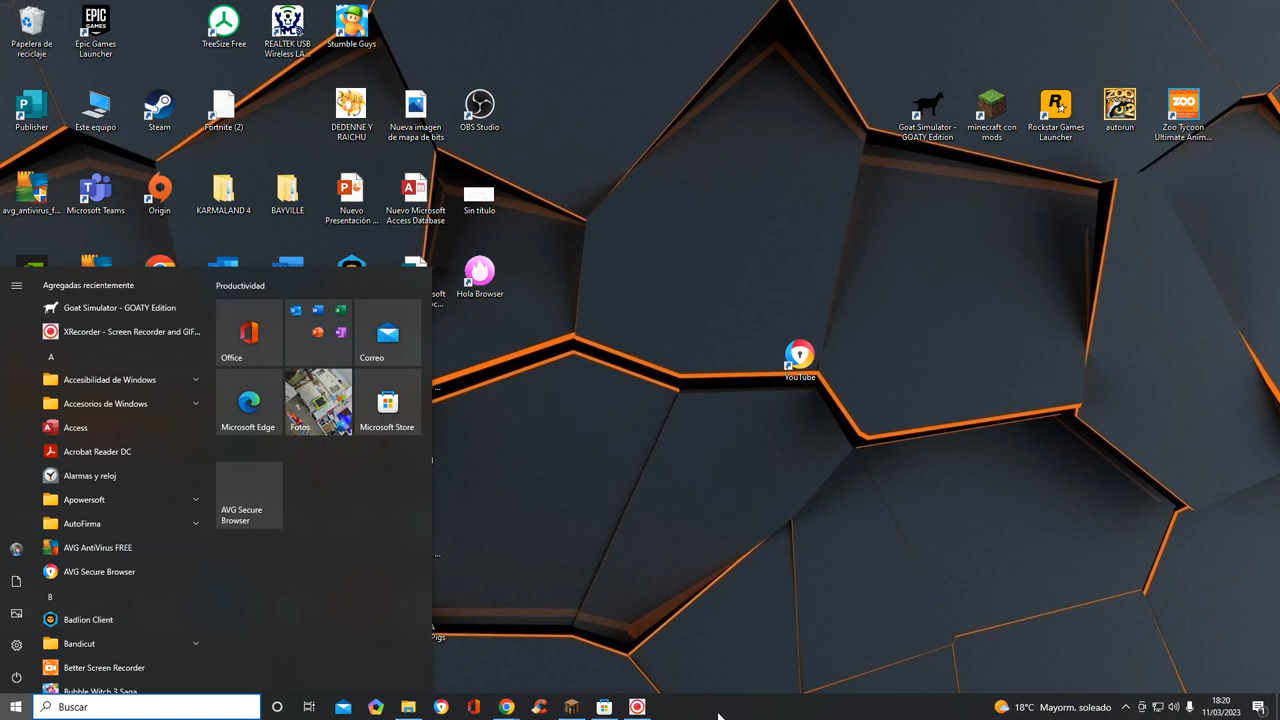 Papela de
reciclaje
EPIC
GAMES
Epic Games
Launcher
TreeSize Free
REALTEK USB
Wireless LA...
Stumble Guys
Publisher
Este equipo
Steam
Fortnite (2)
DEDENNE Y
RAICHU
Nueva imagen
de mapa de bits
OBS Studio
Goat Simulator -
GOATY Edition
minecraft con
mods
Rockstar Games
Launcher
autorun
ZOO
Zoo Tycoon
Ultimate Anim...
avg_antivirus_f...
Microsoft Teams
Origin
KARMALAND 4
BAYVILLE
Nuevo
Presentación ...
Nuevo Microsoft
Access Database
Sin título
Hola Browser
YouTube
Agregadas recientemente
Goat Simulator - GOATY Edition
XRecorder - Screen Recorder and GIF...
A
Accesibilidad de Windows
Accesorios de Windows
Access
Acrobat Reader DC
Alarmas y reloj
Apowersoft
AutoFirma
AVG AntiVirus FREE
AVG Secure Browser
B
Badlion Client
Bandicut
Better Screen Recorder
Bubble Witch 3 Saga
Productividad
Office
Correo
Microsoft Edge
Fotos
Microsoft Store
AVG Secure
Browser
Buscar
18°C Mayorm. soleado
18:20
11/03/2023